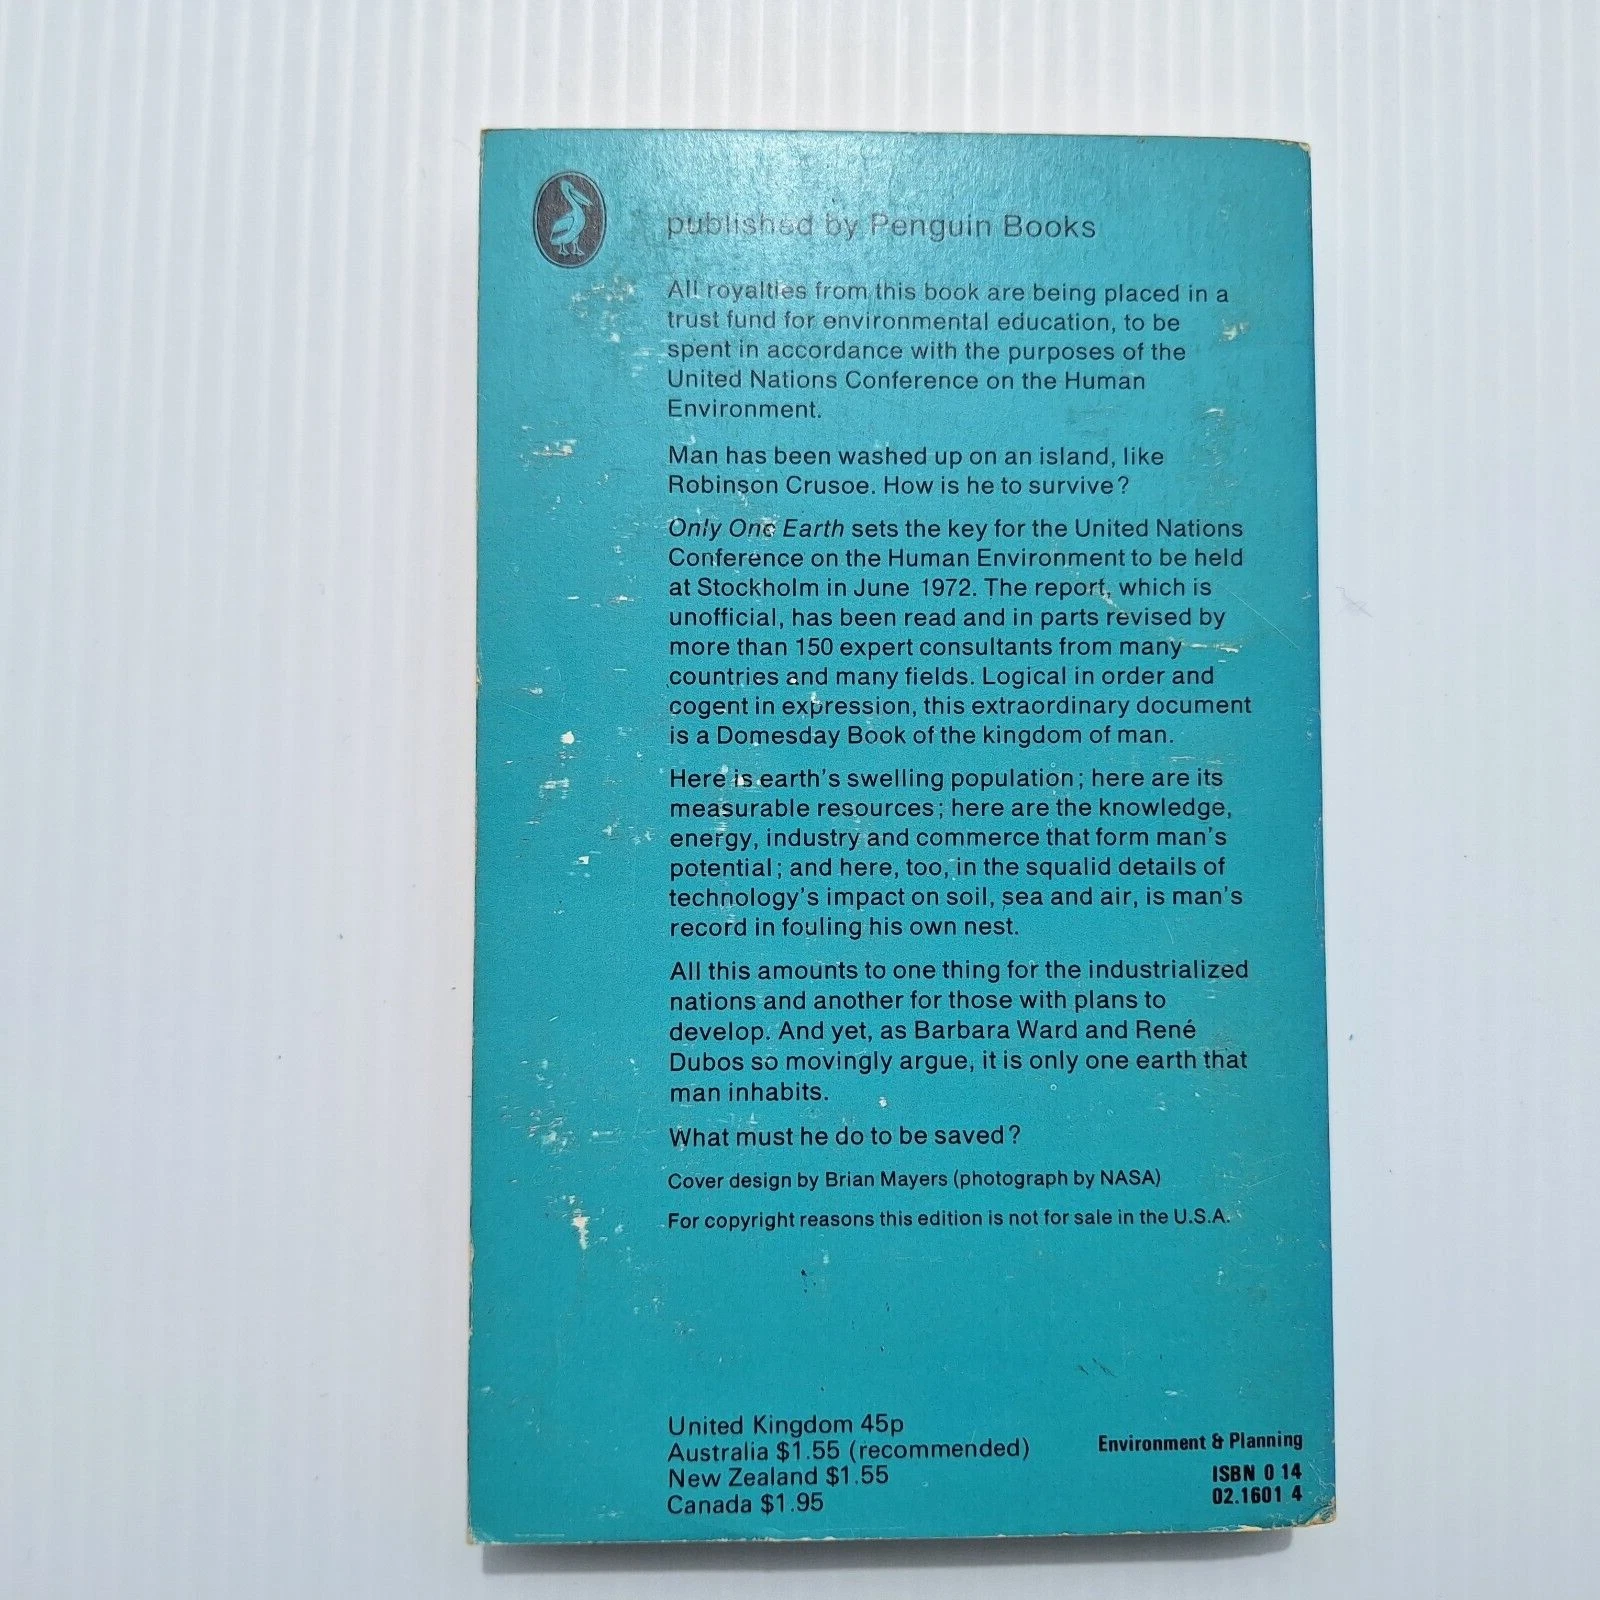 published by Penguin Books
All royalties from this book are being placed in a
trust fund for environmental education, to be
spent in accordance with the purposes of the
United Nations Conference on the Human
Environment.
Man has been washed up on an island, like
Robinson Crusoe. How is he to survive?
Only One Earth sets the key for the United Nations
Conference on the Human Environment to be held
at Stockholm in June 1972. The report, which is
unofficial, has been read and in parts revised by
more than 150 expert consultants from many
countries and many fields. Logical in order and
cogent in expression, this extraordinary document
is a Domesday Book of the kingdom of man.
Here is earth's swelling population; here are its
measurable resources; here are the knowledge,
energy, industry and commerce that form man's
potential; and here, too, in the squalid details of
technology's impact on soil, sea and air, is man's
record in fouling his own nest.
All this amounts to one thing for the industrialized
nations and another for those with plans to
develop. And yet, as Barbara Ward and René
Dubos so movingly argue, it is only one earth that
man inhabits.
What must he do to be saved?
Cover design by Brian Mayers (photograph by NASA)
For copyright reasons this edition is not for sale in the U.S.A.
United Kingdom 45p
Australia $1.55 (recommended)
New Zealand $1.55
Canada $1.95
Environment & Planning
ISBN 0 14
02.1601 4